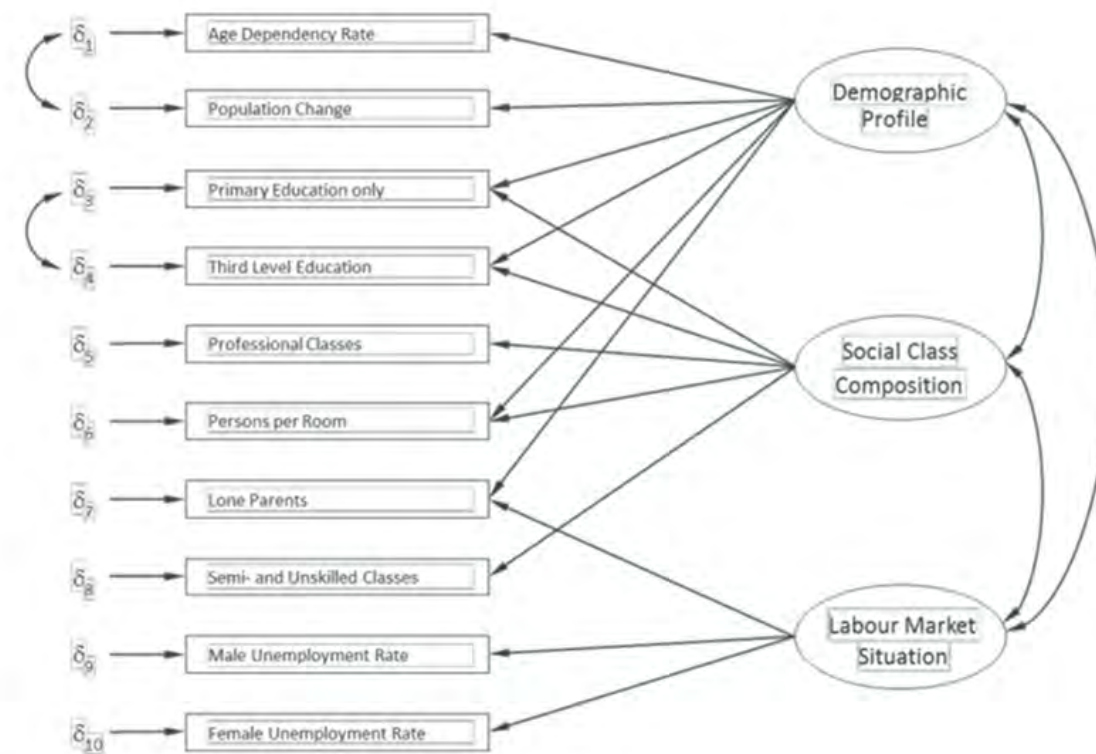 δ1
Age Dependency Rate
δ2
Population Change
δ3
Primary Education only
δ4
Third Level Education
δ5
Professional Classes
δ6
Persons per Room
δ7
Lone Parents
δ8
Semi- and Unskilled Classes
δ9
Male Unemployment Rate
δ10
Female Unemployment Rate
Demographic
Profile
Social Class
Composition
Labour Market
Situation